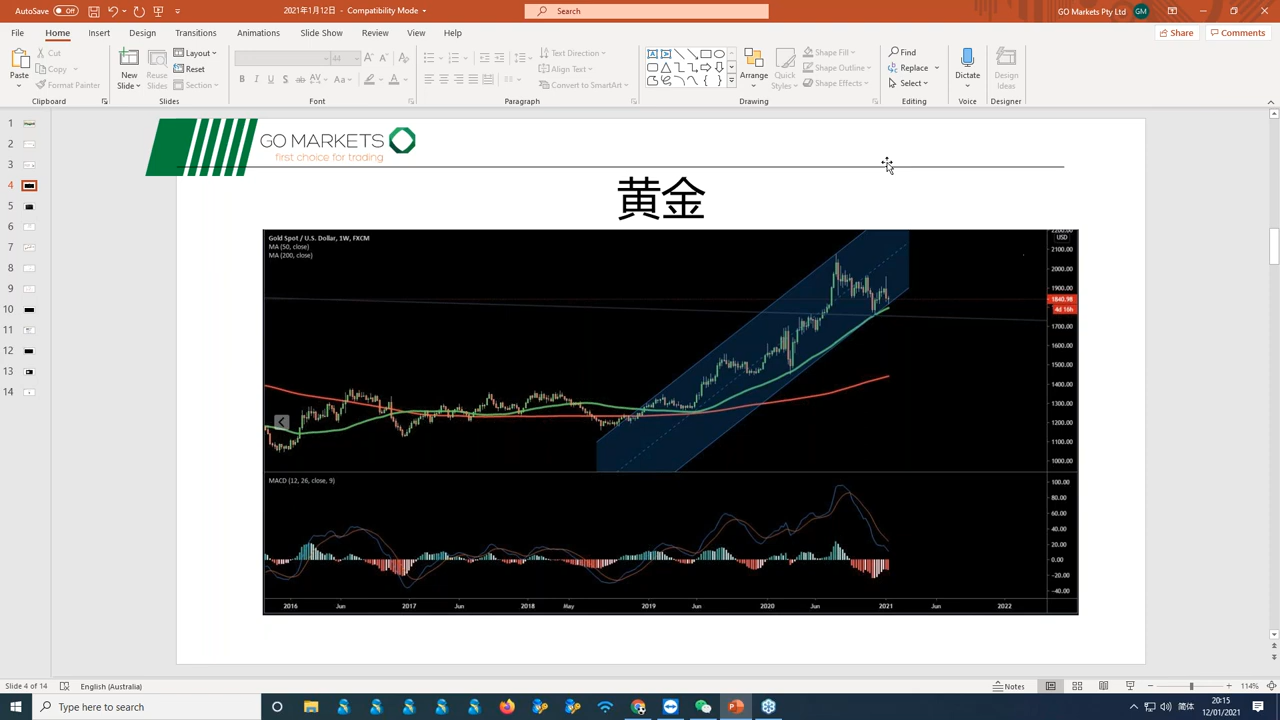 AutoSave Off
2021年1月12日 - Compatibility Mode
Search
GO Markets Pty Ltd GM
File Home Insert Design Transitions Animations Slide Show Review View Help
Share Comments
Paste
Cut
Copy
Format Painter
Clipboard
New Slide
Reuse Slides
Layout
Reset
Section
Slides
44
B I U S AV Aa A
Font
Text Direction
Align Text
Convert to SmartArt
Paragraph
Arrange
Quick Styles
Shape Fill
Shape Outline
Shape Effects
Drawing
Find
Replace
Select
Editing
Dictate
Voice
Design Ideas
Designer
1
2
3
4
6
8
9
10
11
12
13
14
GO MARKETS
first choice for trading
黄金
Gold Spot / U.S. Dollar, 1W, FXCM
MA (50, close)
MA (200, close)
2200.00
USD
2100.00
2000.00
1900.00
1840.98
4d 16h
1700.00
1600.00
1500.00
1400.00
1300.00
1200.00
1100.00
1000.00
MACD (12, 26, close, 9)
100.00
80.00
60.00
40.00
20.00
0.00
-20.00
-40.00
2016 Jun 2017 Jun 2018 May 2019 Jun 2020 Jun 2021 Jun 2022
Slide 4 of 14 English (Australia) Notes 114%
Type here to search
简体
20:15
12/01/2021